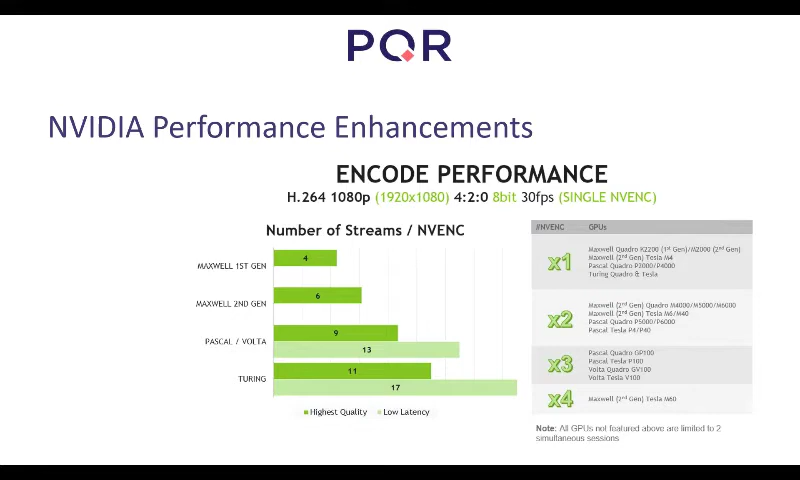 PQR
NVIDIA Performance Enhancements
ENCODE PERFORMANCE
H.264 1080p (1920x1080) 4:2:0 8bit 30fps (SINGLE NVENC)
Number of Streams / NVENC
MAXWELL 1ST GEN
4
MAXWELL 2ND GEN
6
PASCAL / VOLTA
9
13
TURING
11
17
Highest Quality
Low Latency
#NVENC GPUs
x1
Maxwell Quadro K2200 (1st Gen)/M2000 (2nd Gen)
Maxwell (2nd Gen) Tesla M4
Pascal Quadro P2000/P4000
Turing Quadro & Tesla
x2
Maxwell (2nd Gen) Quadro M4000/M5000/M6000
Maxwell (2nd Gen) Tesla M6/M40
Pascal Quadro P5000/P6000
Pascal Tesla P4/P40
x3
Pascal Quadro GP100
Pascal Tesla P100
Volta Quadro GV100
Volta Tesla V100
x4
Maxwell (2nd Gen) Tesla M60
Note: All GPUs not featured above are limited to 2
simultaneous sessions